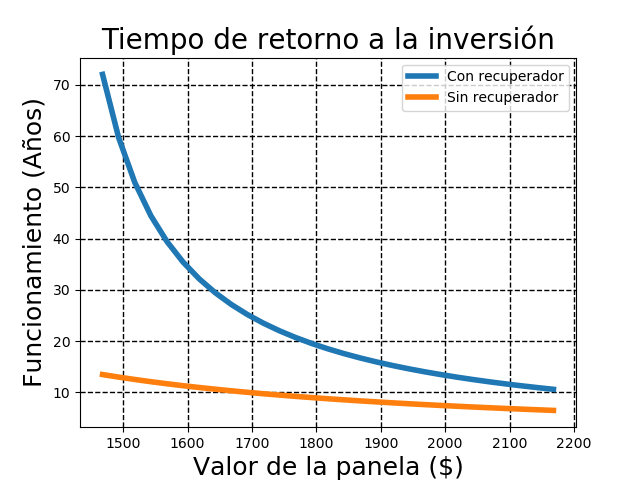 Tiempo de retorno a la inversión
Con recuperador
Sin recuperador
Funcionamiento (Años)
70
60
50
40
30
20
10
1500 1600 1700 1800 1900 2000 2100 2200
Valor de la panela ($)